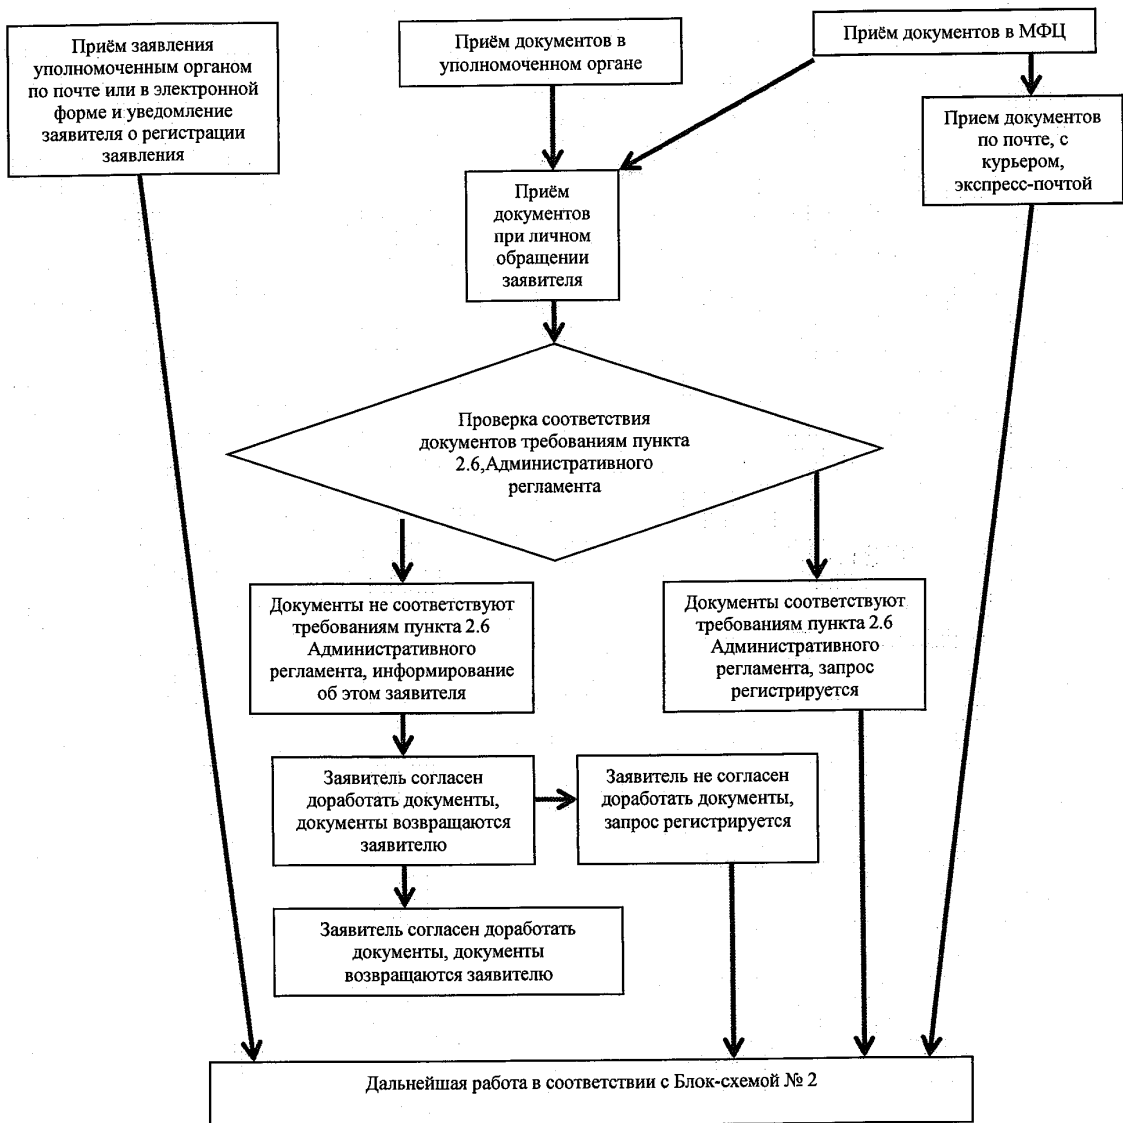 Приём заявления
уполномоченным органом
по почте или в электронной
форме и уведомление
заявителя о регистрации
заявления
Приём документов в
уполномоченном органе
Приём документов в МФЦ
Прием документов
по почте, с
курьером,
экспресс-почтой
Приём
документов
при личном
обращении
заявителя
Проверка соответствия
документов требованиям пункта
2.6,Административного
регламента
Документы не соответствуют
требованиям пункта 2.6
Административного
регламента, информирование
об этом заявителя
Документы соответствуют
требованиям пункта 2.6
Административного
регламента, запрос
регистрируется
Заявитель согласен
доработать документы,
документы возвращаются
заявителю
Заявитель не согласен
доработать документы,
запрос регистрируется
Заявитель согласен доработать
документы, документы
возвращаются заявителю
Дальнейшая работа в соответствии с Блок-схемой № 2